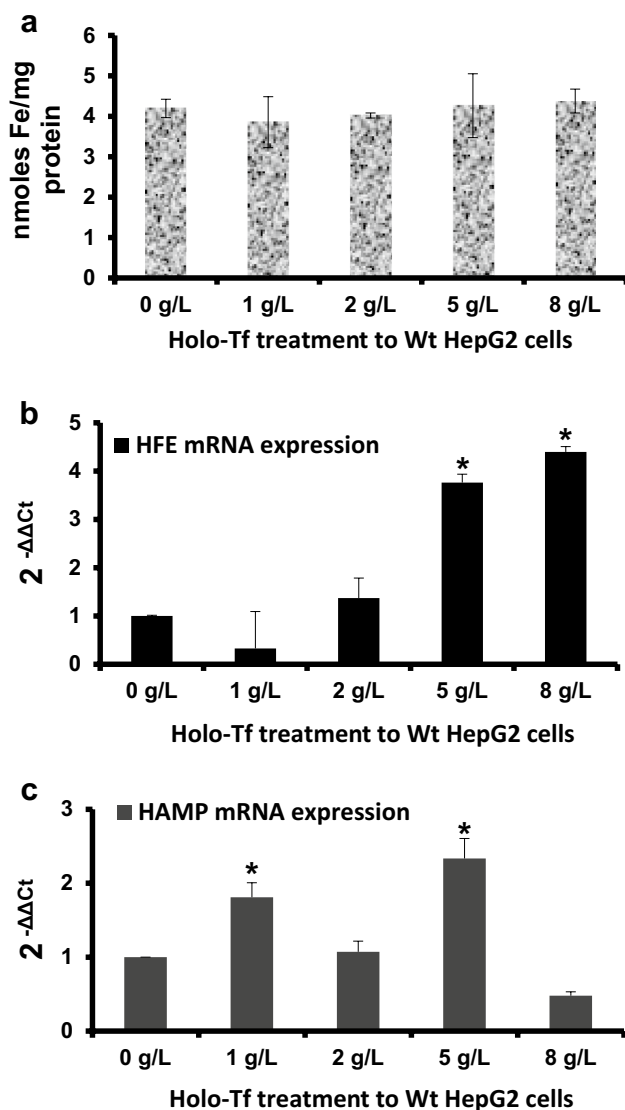 a
nmoles Fe/mg
protein
6
5
4
3
2
1
0
0 g/L 1 g/L 2 g/L 5 g/L 8 g/L
Holo-Tf treatment to Wt HepG2 cells
b
HFE mRNA expression
2 -ΔΔCt
5
4
3
2
1
0
* *
0 g/L 1 g/L 2 g/L 5 g/L 8 g/L
Holo-Tf treatment to Wt HepG2 cells
c
HAMP mRNA expression
2 -ΔΔCt
3
2
1
0
* *
0 g/L 1 g/L 2 g/L 5 g/L 8 g/L
Holo-Tf treatment to Wt HepG2 cells